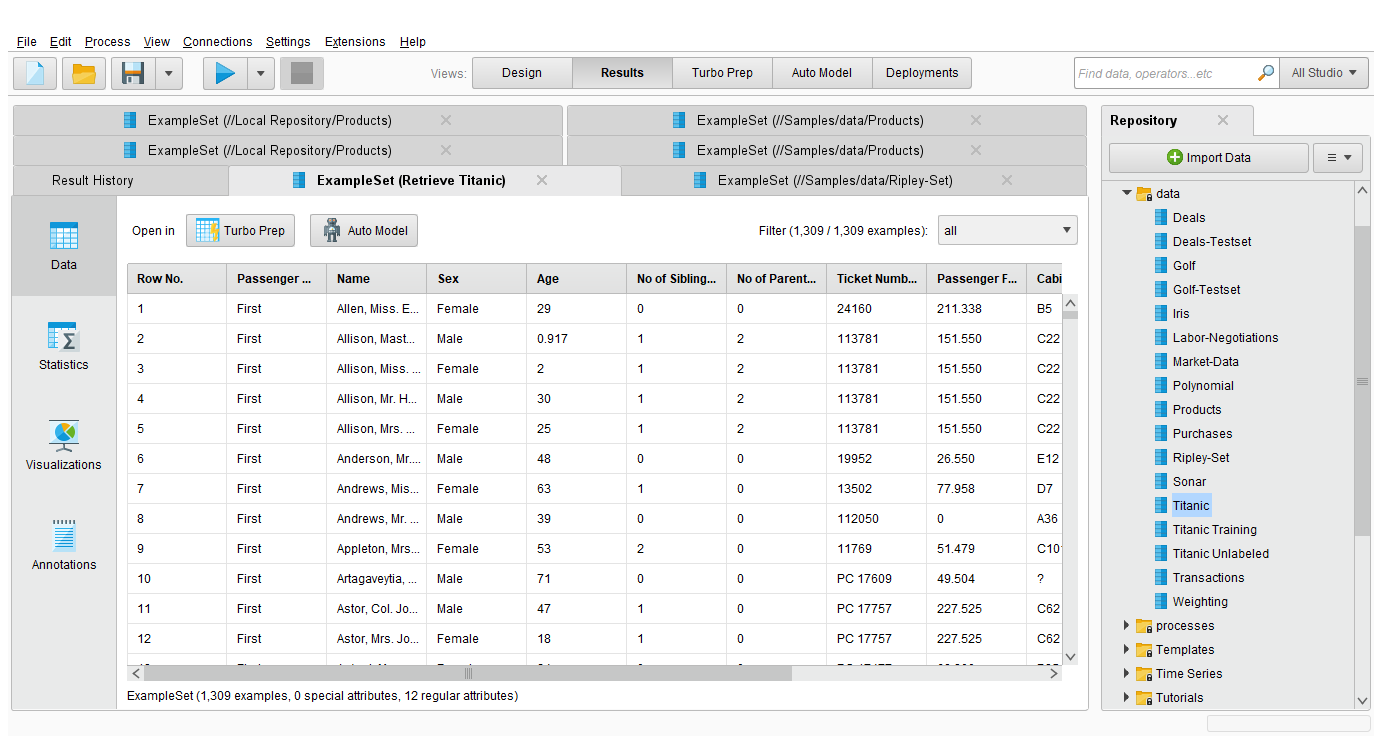 File Edit Process View Connections Settings Extensions Help
Views: Design Results Turbo Prep Auto Model Deployments Find data, operators...etc All Studio
ExampleSet (//Local Repository/Products) ExampleSet (//Samples/data/Products)
ExampleSet (//Local Repository/Products) ExampleSet (//Samples/data/Products)
Result History ExampleSet (Retrieve Titanic) ExampleSet (//Samples/data/Ripley-Set)
Data
Statistics
Visualizations
Annotations
Open in Turbo Prep Auto Model Filter (1,309 / 1,309 examples): all
Row No. Passenger ... Name Sex Age No of Sibling... No of Parent... Ticket Numb... Passenger F... Cabi
1 First Allen, Miss. E... Female 29 0 0 24160 211.338 B5
2 First Allison, Mast... Male 0.917 1 2 113781 151.550 C22
3 First Allison, Miss. ... Female 2 1 2 113781 151.550 C22
4 First Allison, Mr. H... Male 30 1 2 113781 151.550 C22
5 First Allison, Mrs. ... Female 25 1 2 113781 151.550 C22
6 First Anderson, Mr.... Male 48 0 0 19952 26.550 E12
7 First Andrews, Mis... Female 63 1 0 13502 77.958 D7
8 First Andrews, Mr. ... Male 39 0 0 112050 0 A36
9 First Appleton, Mrs... Female 53 2 0 11769 51.479 C10
10 First Artagaveytia, ... Male 71 0 0 PC 17609 49.504 ?
11 First Astor, Col. Jo... Male 47 1 0 PC 17757 227.525 C62
12 First Astor, Mrs. Jo... Female 18 1 0 PC 17757 227.525 C62
ExampleSet (1,309 examples, 0 special attributes, 12 regular attributes)
Repository
Import Data
data
Deals
Deals-Testset
Golf
Golf-Testset
Iris
Labor-Negotiations
Market-Data
Polynomial
Products
Purchases
Ripley-Set
Sonar
Titanic
Titanic Training
Titanic Unlabeled
Transactions
Weighting
processes
Templates
Time Series
Tutorials